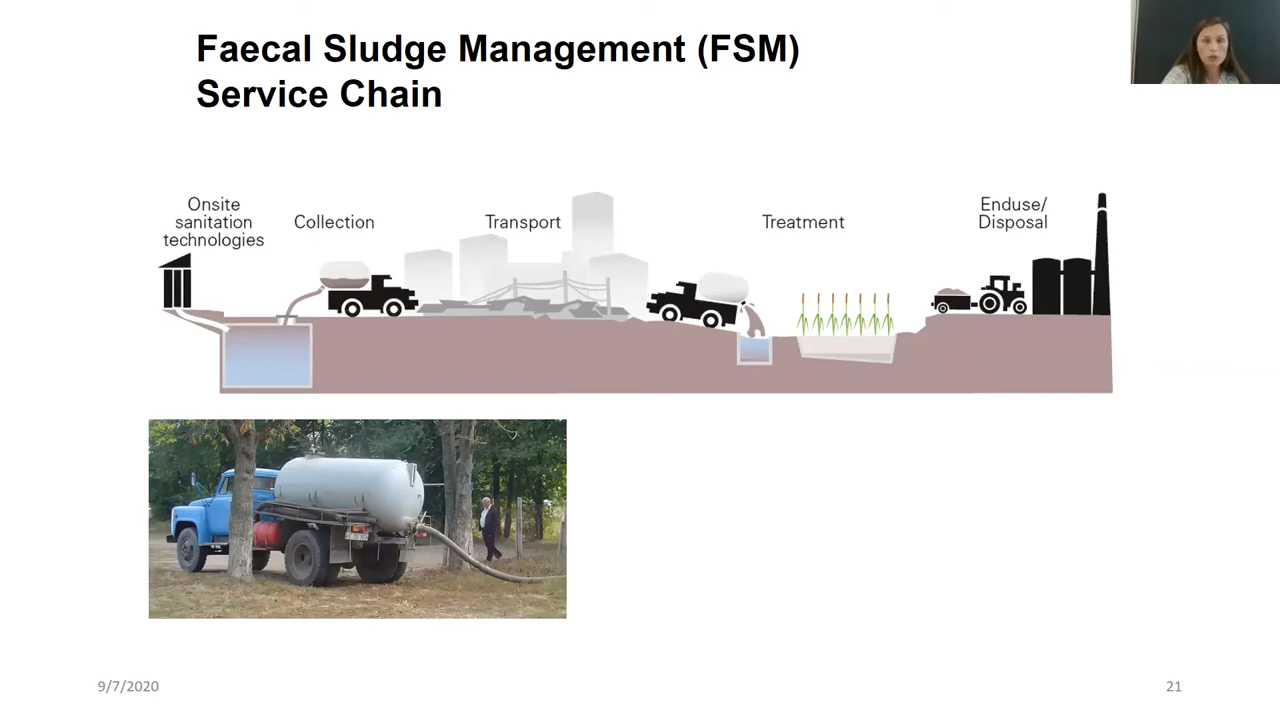 Faecal Sludge Management (FSM)
Service Chain
Onsite
sanitation
technologies
Collection
Transport
Treatment
Enduse/
Disposal
9/7/2020
21